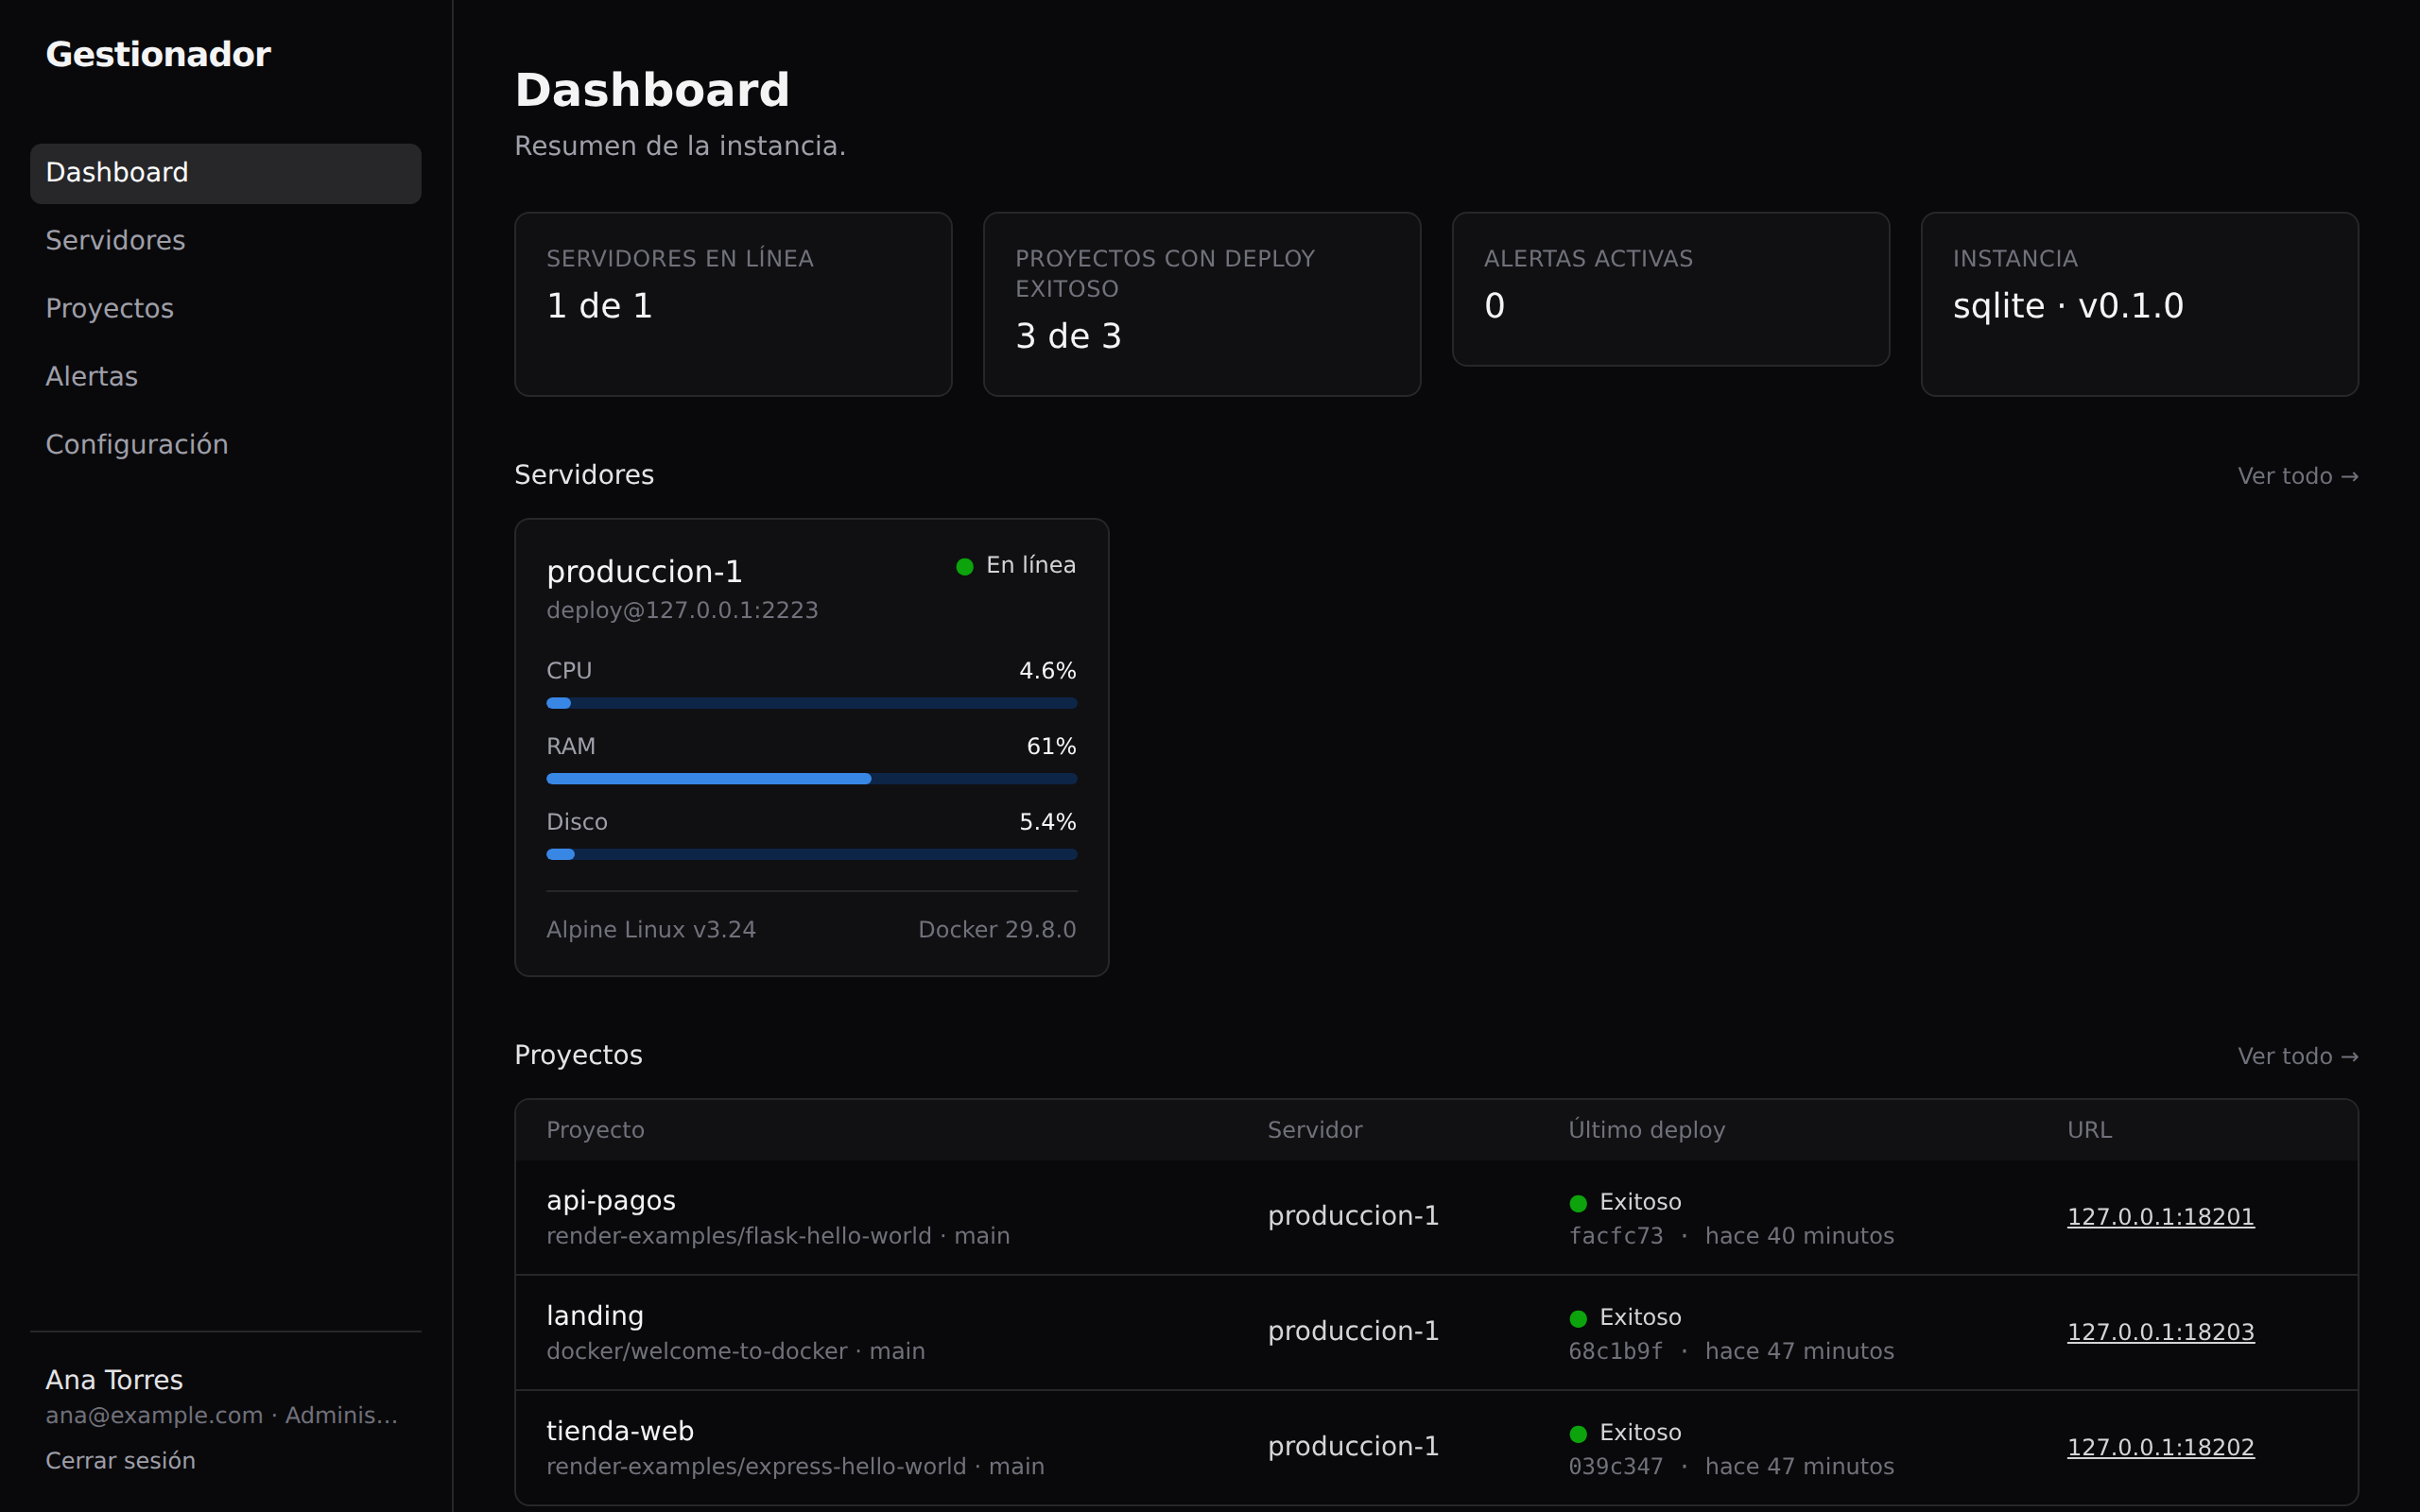 Gestionador
Dashboard
Servidores
Proyectos
Alertas
Configuración
Ana Torres
ana@example.com · Adminis...
Cerrar sesión
Dashboard
Resumen de la instancia.
SERVIDORES EN LÍNEA
1 de 1
PROYECTOS CON DEPLOY
EXITOSO
3 de 3
ALERTAS ACTIVAS
0
INSTANCIA
sqlite · v0.1.0
Servidores
Ver todo →
produccion-1
En línea
deploy@127.0.0.1:2223
CPU 4.6%
RAM 61%
Disco 5.4%
Alpine Linux v3.24 Docker 29.8.0
Proyectos
Ver todo →
Proyecto Servidor Último deploy URL
api-pagos
render-examples/flask-hello-world · main
produccion-1
Exitoso
facfc73 · hace 40 minutos
127.0.0.1:18201
landing
docker/welcome-to-docker · main
produccion-1
Exitoso
68c1b9f · hace 47 minutos
127.0.0.1:18203
tienda-web
render-examples/express-hello-world · main
produccion-1
Exitoso
039c347 · hace 47 minutos
127.0.0.1:18202